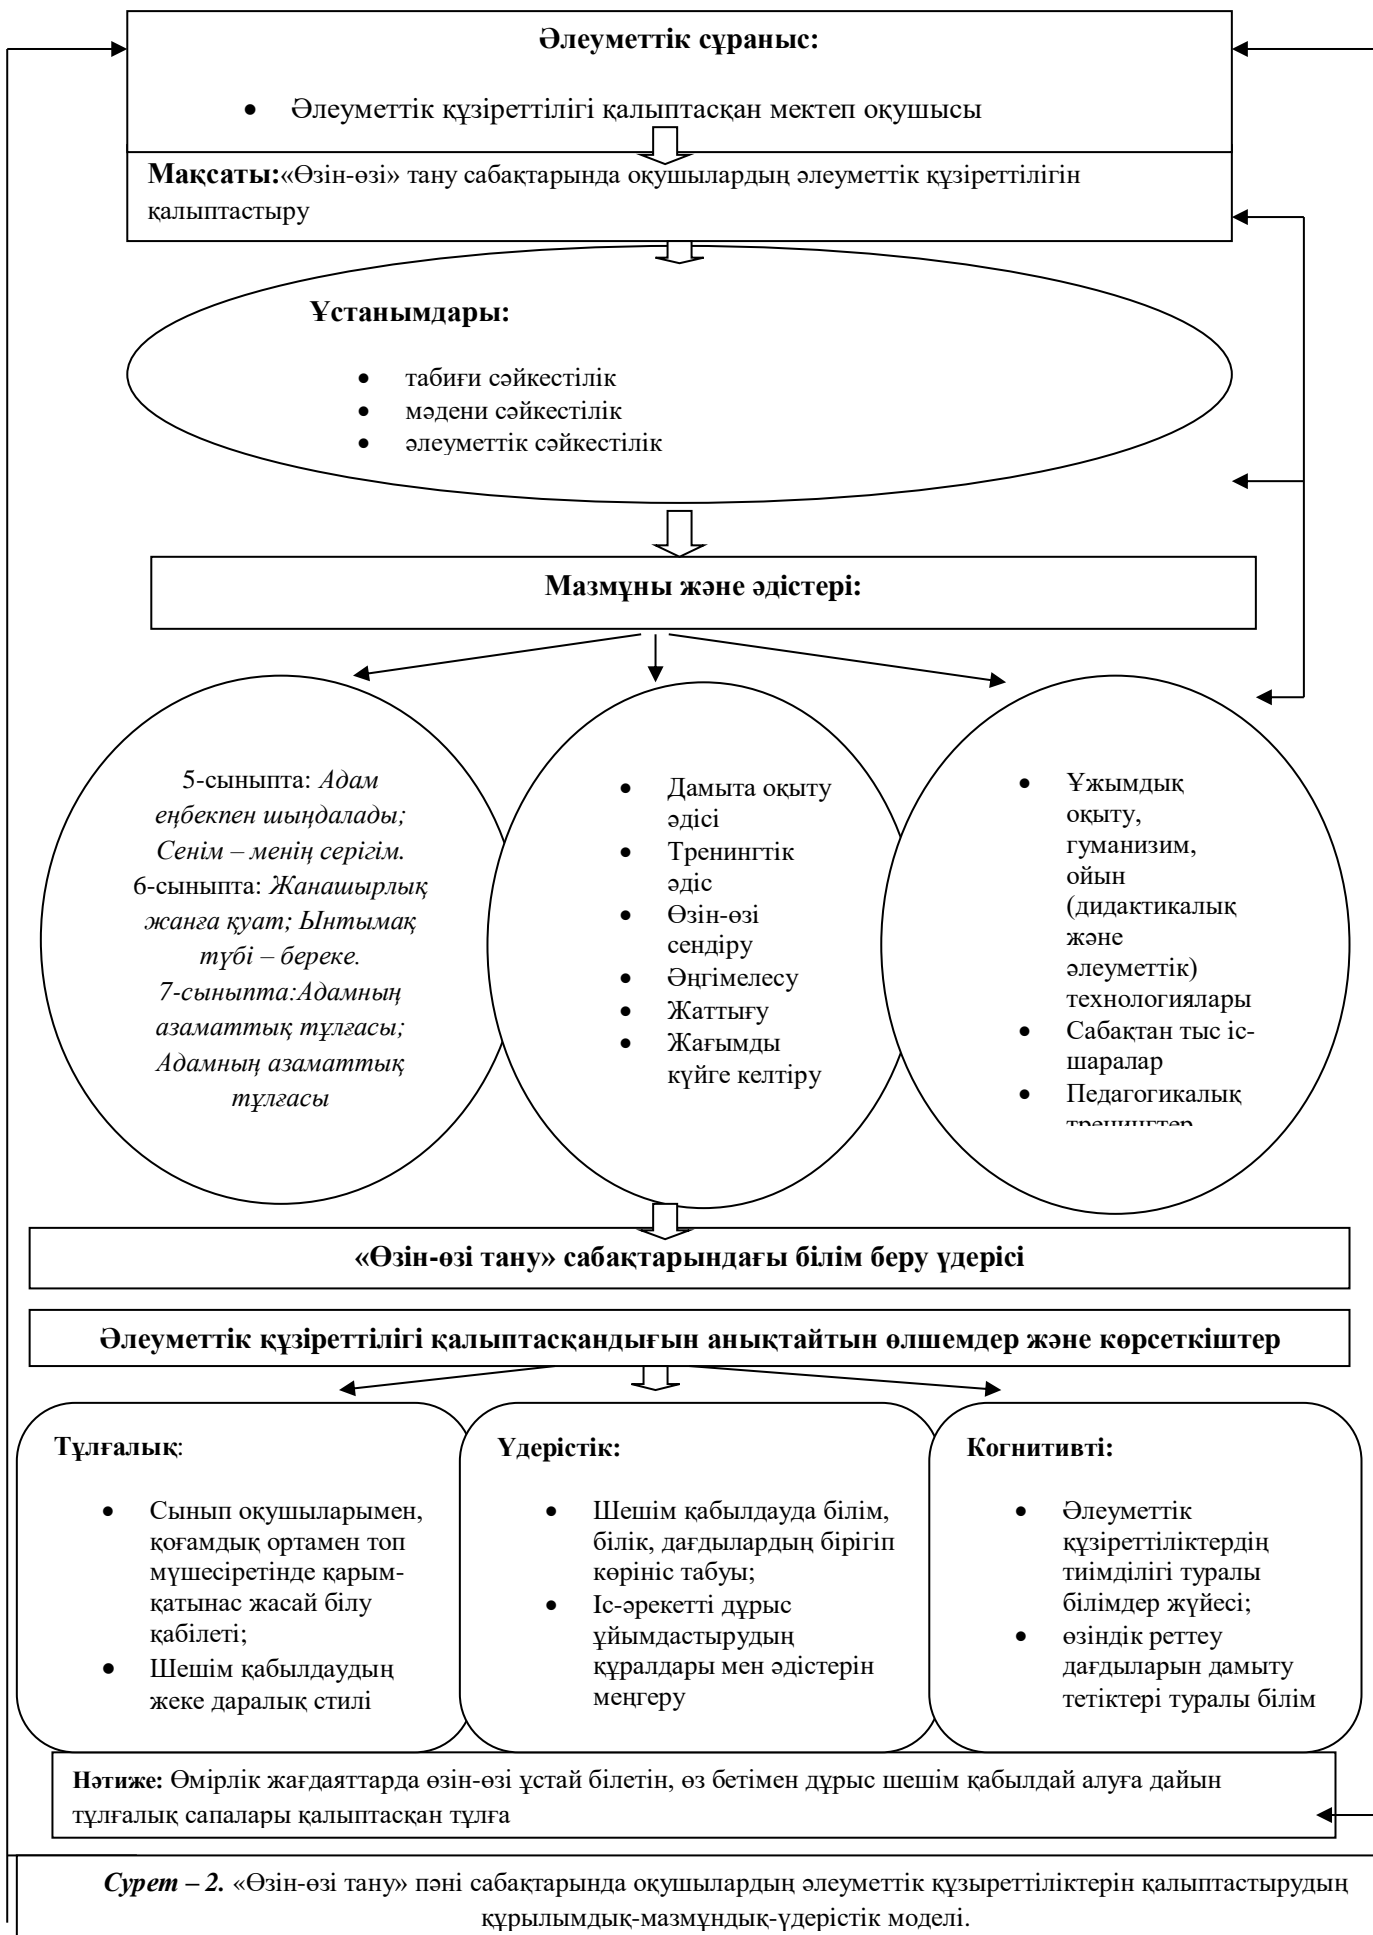 Әлеуметтік сұраныс:
• Әлеуметтік құзіреттілігі қалыптасқан мектеп оқушысы
Мақсаты:«Өзін-өзі» тану сабақтарында оқушылардың әлеуметтік құзіреттілігін
қалыптастыру
Ұстанымдары:
• табиғи сәйкестілік
• мәдени сәйкестілік
• әлеуметтік сәйкестілік
Мазмұны және әдістері:
5-сыныпта: Адам
еңбекпен шыңдалады;
Сенім – менің серігім.
6-сыныпта: Жанашырлық
жанға қуат; Ынтымақ
түбі – береке.
7-сыныпта:Адамның
азаматтық тұлғасы;
Адамның азаматтық
тұлғасы
• Дамыта оқыту
әдісі
• Тренингтік
әдіс
• Өзін-өзі
сендіру
• Әңгімелесу
• Жаттығу
• Жағымды
күйге келтіру
• Ұжымдық
оқыту,
гуманизим,
ойын
(дидактикалық
және
әлеуметтік)
технологиялары
• Сабақтан тыс іс-
шаралар
• Педагогикалық
тренингтер
«Өзін-өзі тану» сабақтарындағы білім беру үдерісі
Әлеуметтік құзіреттілігі қалыптасқандығын анықтайтын өлшемдер және көрсеткіштер
Тұлғалық:
• Сынып оқушыларымен,
қоғамдық ортамен топ
мүшесіретінде қарым-
қатынас жасай білу
қабілеті;
• Шешім қабылдаудың
жеке даралық стилі
Үдерістік:
• Шешім қабылдауда білім,
білік, дағдылардың бірігіп
көрініс табуы;
• Іс-әрекетті дұрыс
ұйымдастырудың
құралдары мен әдістерін
меңгеру
Когнитивті:
• Әлеуметтік
құзіреттіліктердің
тиімділігі туралы
білімдер жүйесі;
• өзіндік реттеу
дағдыларын дамыту
тетіктері туралы білім
Нәтиже: Өмірлік жағдаяттарда өзін-өзі ұстай білетін, өз бетімен дұрыс шешім қабылдай алуға дайын
тұлғалық сапалары қалыптасқан тұлға
Сурет – 2. «Өзін-өзі тану» пәні сабақтарында оқушылардың әлеуметтік құзыреттіліктерін қалыптастырудың
құрылымдық-мазмұндық-үдерістік моделі.